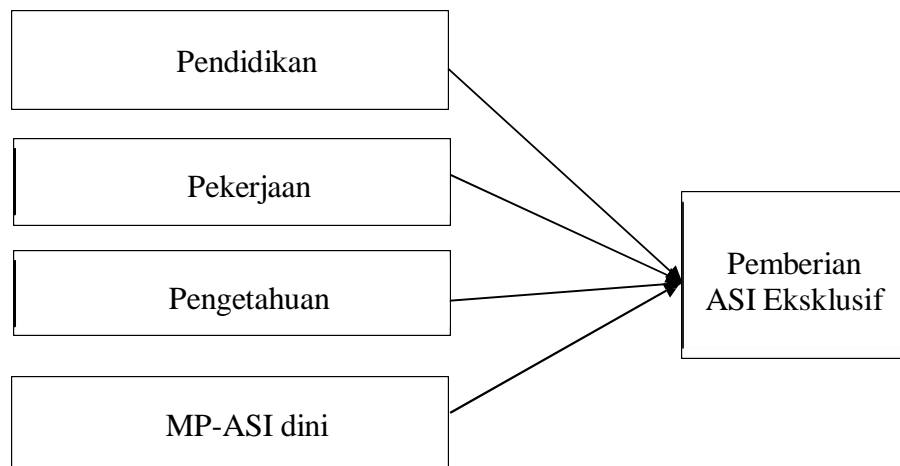 Pendidikan
Pekerjaan
Pengetahuan
MP-ASI dini
Pemberian
ASI Eksklusif